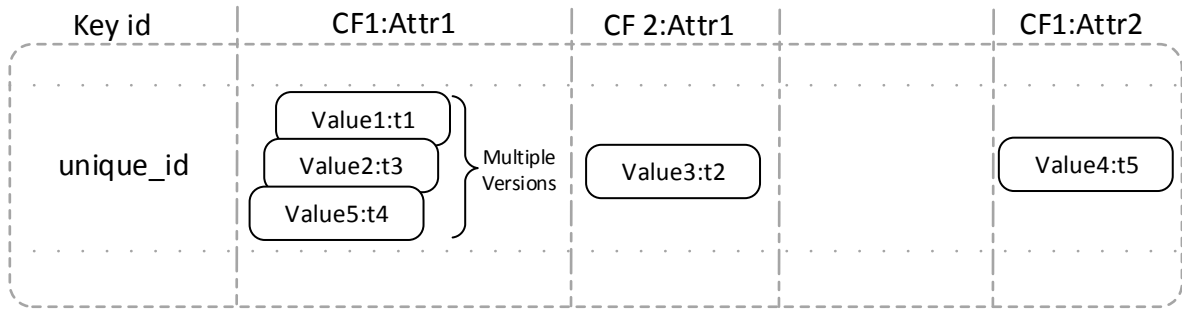 Key id
CF1:Attr1
CF 2:Attr1
CF1:Attr2
unique_id
Value1:t1
Value2:t3
Value5:t4
Multiple
Versions
Value3:t2
Value4:t5